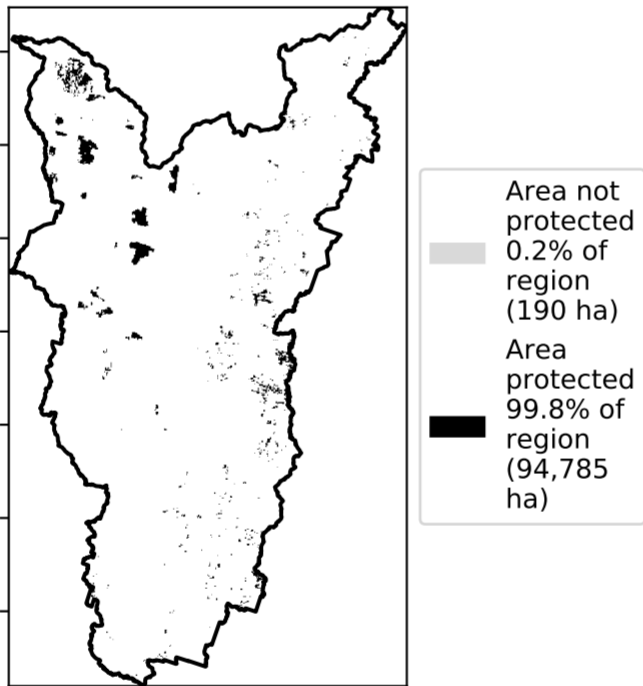 Area not
protected
0.2% of
region
(190 ha)
Area
protected
99.8% of
region
(94,785
ha)